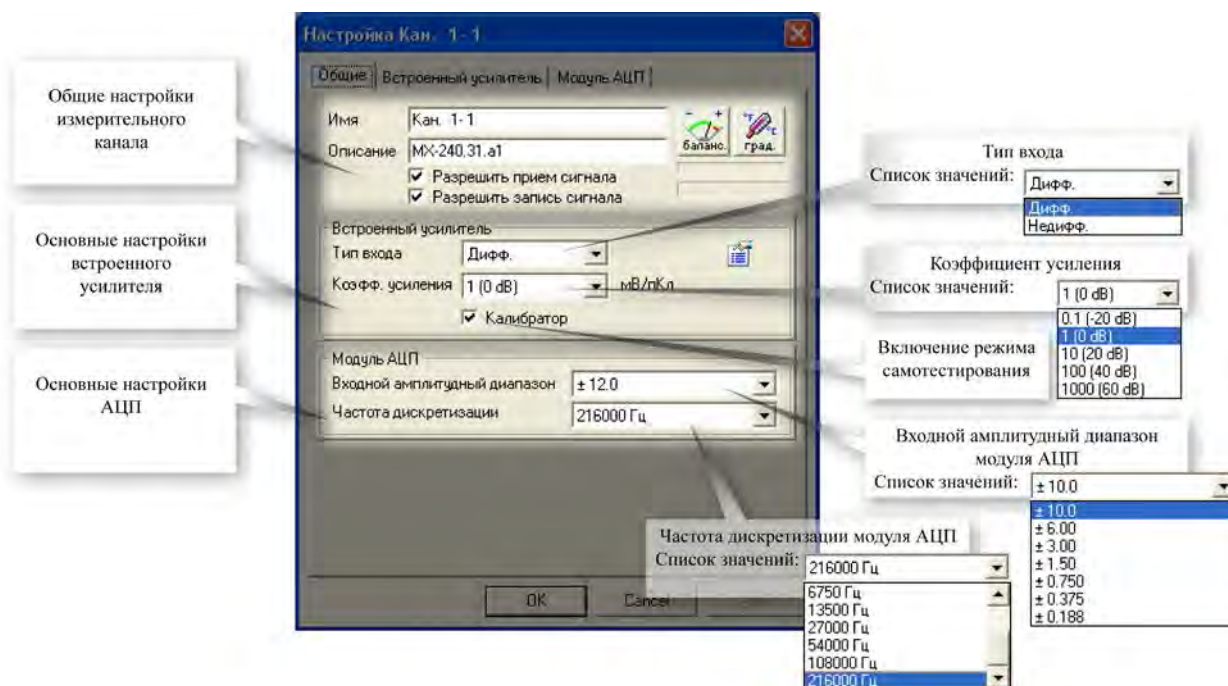 Настройка Кан. 1-1
Общие
Встроенный усилитель
Модуль АЦП
Имя
Кан. 1-1
баланс.
град.
Описание
MX-240.31.a1
Разрешить прием сигнала
Разрешить запись сигнала
Встроенный усилитель
Тип входа
Дифф.
Коэфф. усиления
1 (0 dB)
мВ/пКл
Калибратор
Модуль АЦП
Входной амплитудный диапазон
± 12.0
Частота дискретизации
216000 Гц
OK
Cancel
Общие настройки
измерительного
канала
Основные настройки
встроенного
усилителя
Основные настройки
АЦП
Тип входа
Список значений:
Дифф.
Дифф.
Недифф.
Коэффициент усиления
Список значений:
1 (0 dB)
0.1 (-20 dB)
1 (0 dB)
10 (20 dB)
100 (40 dB)
1000 (60 dB)
Включение режима
самотестирования
Входной амплитудный диапазон
модуля АЦП
Список значений:
± 10.0
± 10.0
± 6.00
± 3.00
± 1.50
± 0.750
± 0.375
± 0.188
Частота дискретизации модуля АЦП
Список значений:
216000 Гц
6750 Гц
13500 Гц
27000 Гц
54000 Гц
108000 Гц
216000 Гц